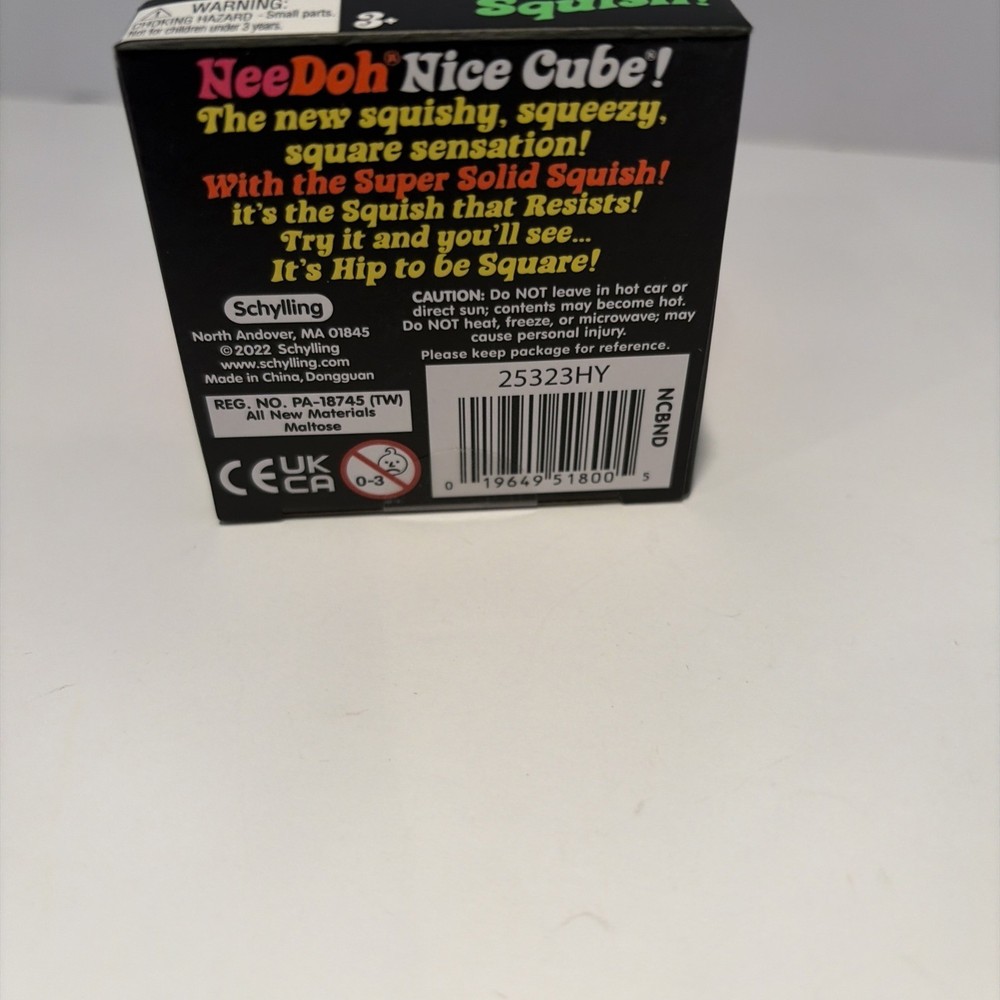 WARNING:
CHOKING HAZARD - Small parts.
Not for children under 3 years.
3+
Squish!
NeeDoh® Nice Cube®!
The new squishy, squeezy,
square sensation!
With the Super Solid Squish!
it's the Squish that Resists!
Try it and you'll see...
It's Hip to be Square!
Schylling
North Andover, MA 01845
©2022 Schylling
www.schylling.com
Made in China, Dongguan
CAUTION: Do NOT leave in hot car or
direct sun; contents may become hot.
Do NOT heat, freeze, or microwave; may
cause personal injury.
Please keep package for reference.
REG. NO. PA-18745 (TW)
All New Materials
Maltose
CE UK
CA
0-3
25323HY
NCBND
0 19649 51800 5